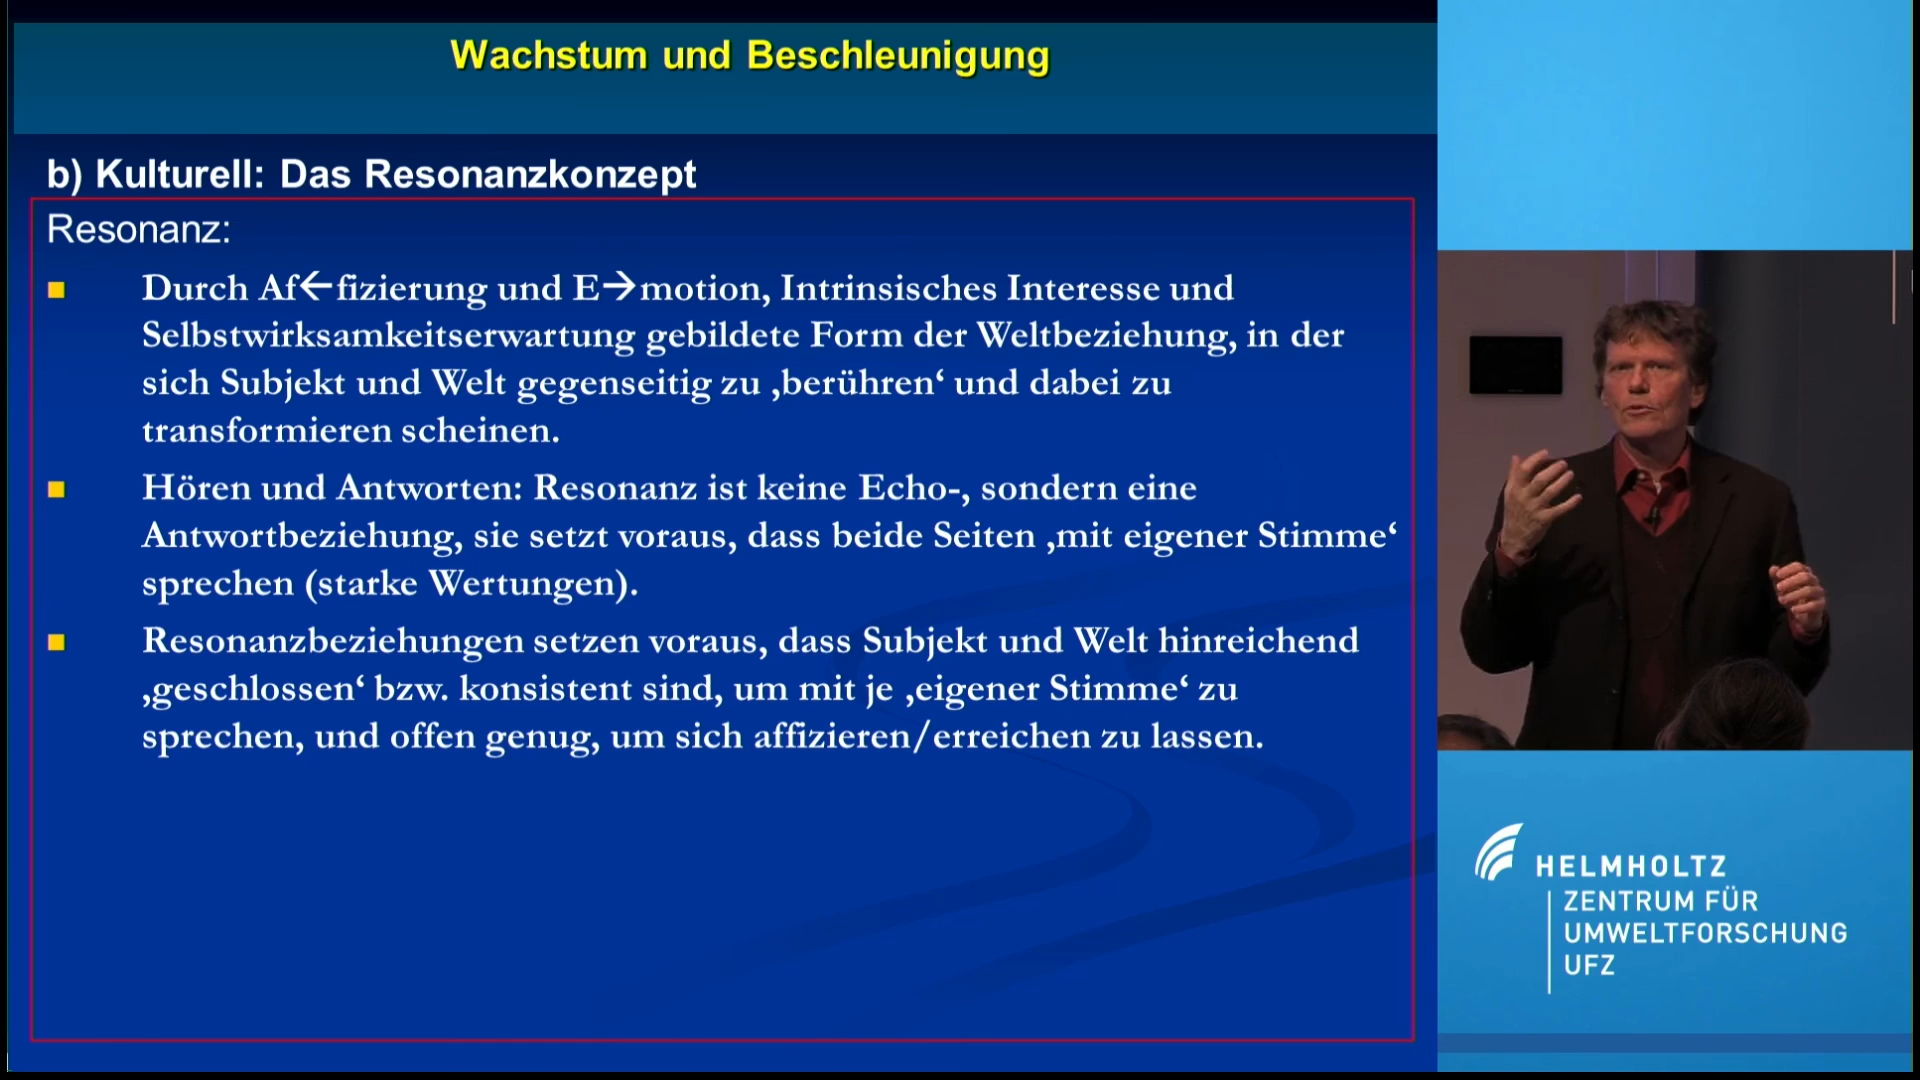 Wachstum und Beschleunigung
b) Kulturell: Das Resonanzkonzept
Resonanz:
Durch Af←fizierung und E→motion, Intrinsisches Interesse und
Selbstwirksamkeitserwartung gebildete Form der Weltbeziehung, in der
sich Subjekt und Welt gegenseitig zu ‚berühren‘ und dabei zu
transformieren scheinen.
Hören und Antworten: Resonanz ist keine Echo-, sondern eine
Antwortbeziehung, sie setzt voraus, dass beide Seiten ‚mit eigener Stimme‘
sprechen (starke Wertungen).
Resonanzbeziehungen setzen voraus, dass Subjekt und Welt hinreichend
‚geschlossen‘ bzw. konsistent sind, um mit je ‚eigener Stimme‘ zu
sprechen, und offen genug, um sich affizieren/erreichen zu lassen.
HELMHOLTZ
ZENTRUM FÜR
UMWELTFORSCHUNG
UFZ